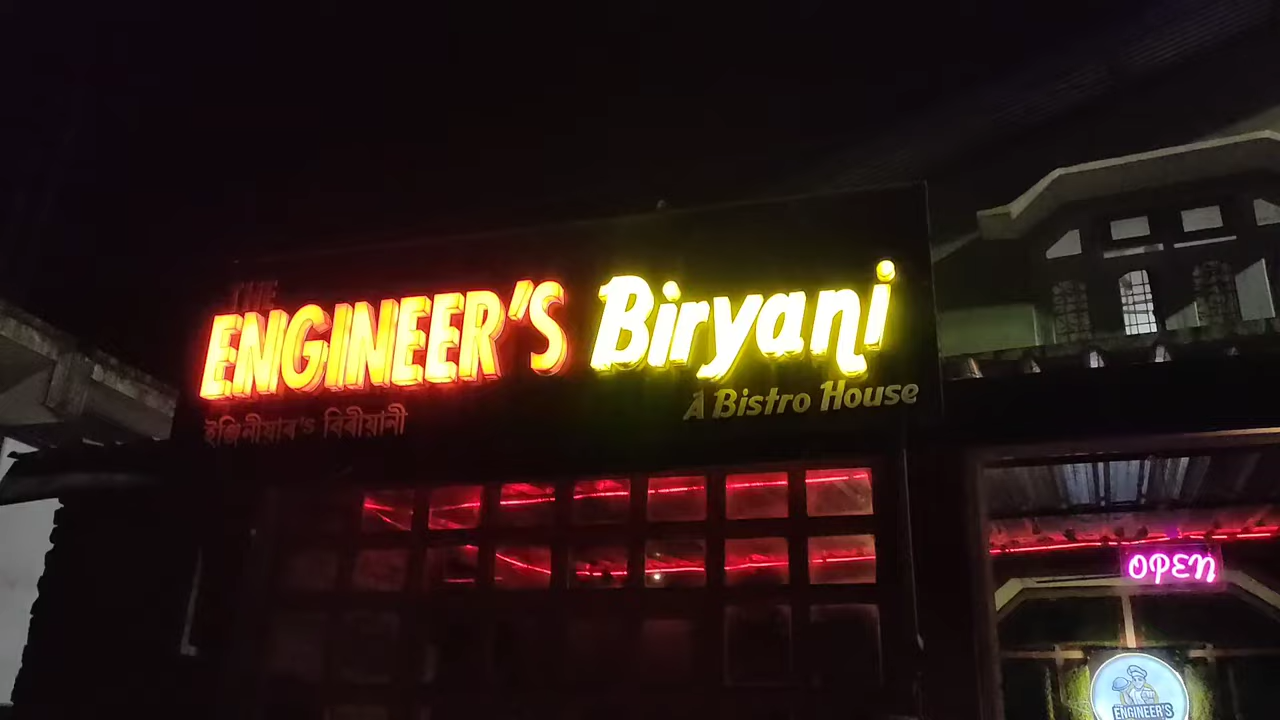 THE
ENGINEER'S Biryani
A Bistro House
ইঞ্জিনীয়াৰ's বিৰীয়ানী
OPEN
ENGINEER'S